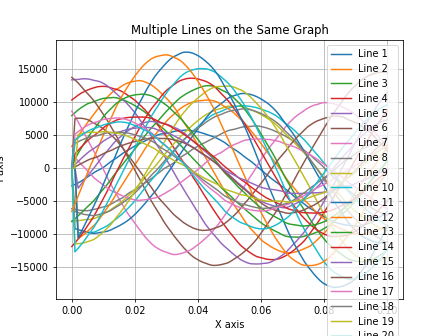 Multiple Lines on the Same Graph
15000
10000
5000
0
−5000
−10000
−15000
0.00
0.02
0.04
0.06
0.08
X axis
axis
Line 1
Line 2
Line 3
Line 4
Line 5
Line 6
Line 7
Line 8
Line 9
Line 10
Line 11
Line 12
Line 13
Line 14
Line 15
Line 16
Line 17
Line 18
Line 19
Line 20